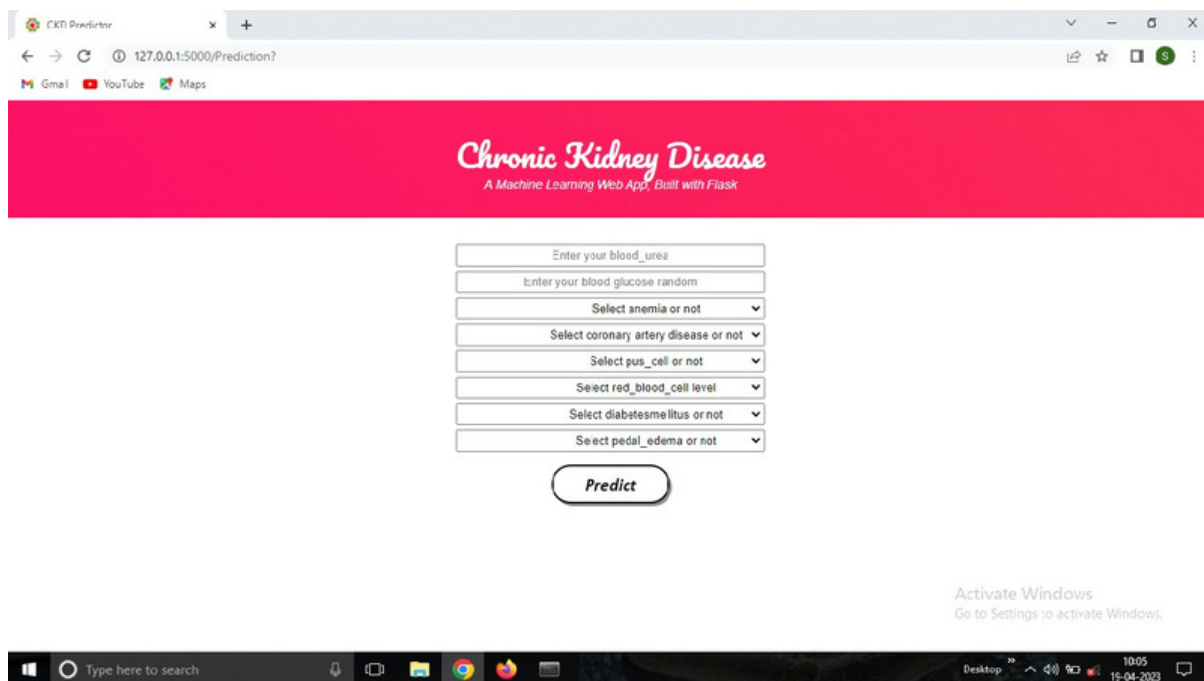 CKD Predictor
127.0.0.1:5000/Prediction?
S
Gmail YouTube Maps
Chronic Kidney Disease
A Machine Learning Web App, Built with Flask
Enter your blood_urea
Enter your blood glucose random
Select anemia or not
Select coronary artery disease or not
Select pus_cell or not
Select red_blood_cell level
Select diabetesmellitus or not
Select pedal_edema or not
Predict
Activate Windows
Go to Settings to activate Windows.
Type here to search
Desktop
10:05
19-04-2023